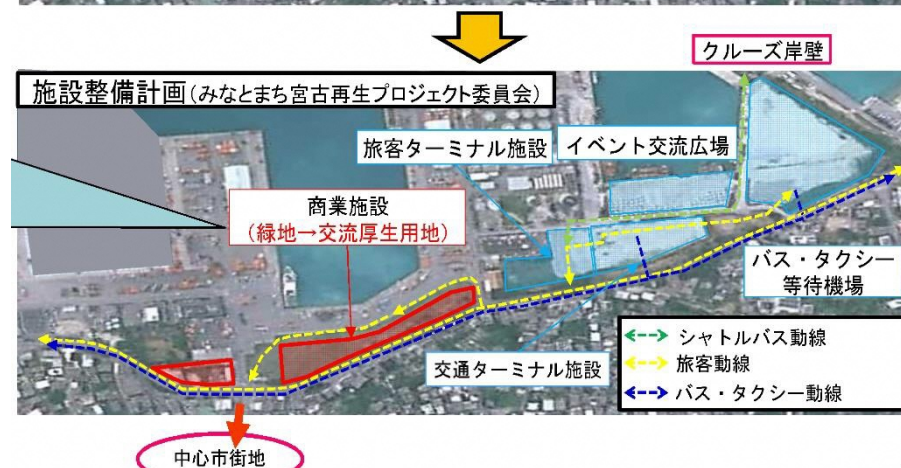 クルーズ岸壁
施設整備計画(みなとまち宮古再生プロジェクト委員会)
旅客ターミナル施設
イベント交流広場
商業施設
(緑地→交流厚生用地)
バス・タクシー
等待機場
交通ターミナル施設
シャトルバス動線
旅客動線
バス・タクシー動線
中心市街地